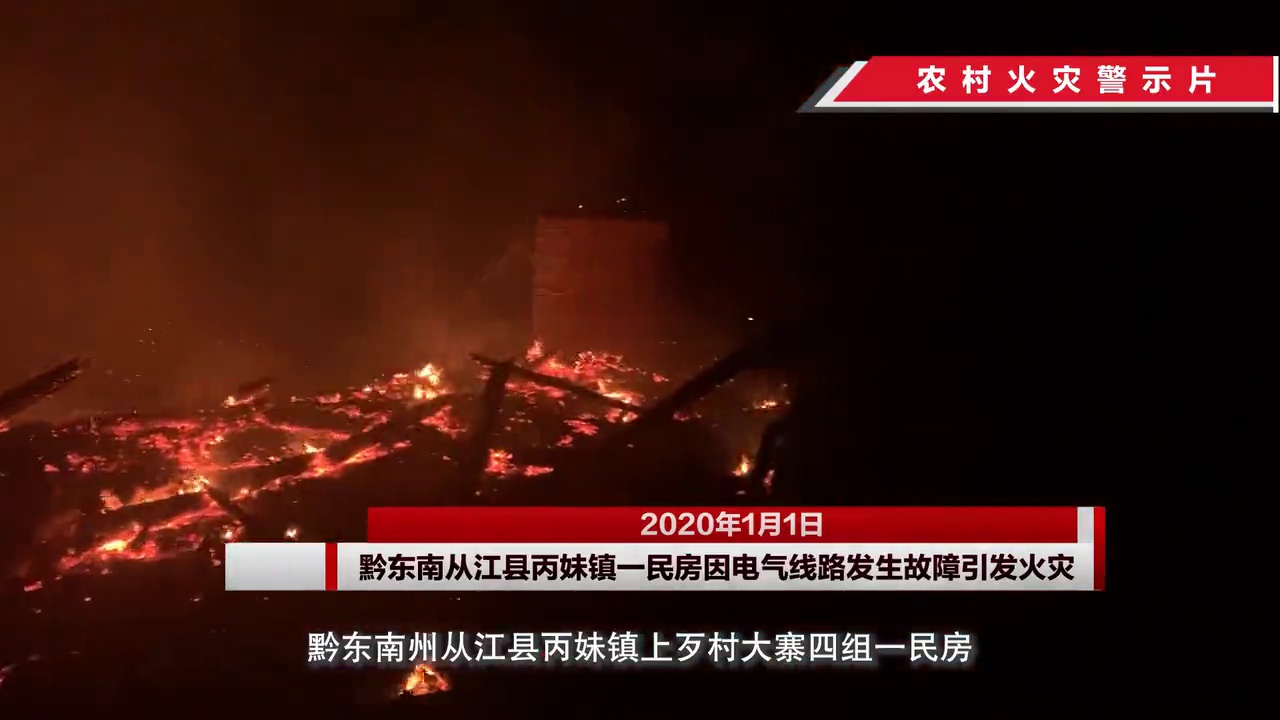 农村火灾警示片
2020年1月1日
黔东南从江县丙妹镇一民房因电气线路发生故障引发火灾
黔东南州从江县丙妹镇上歹村大寨四组一民房